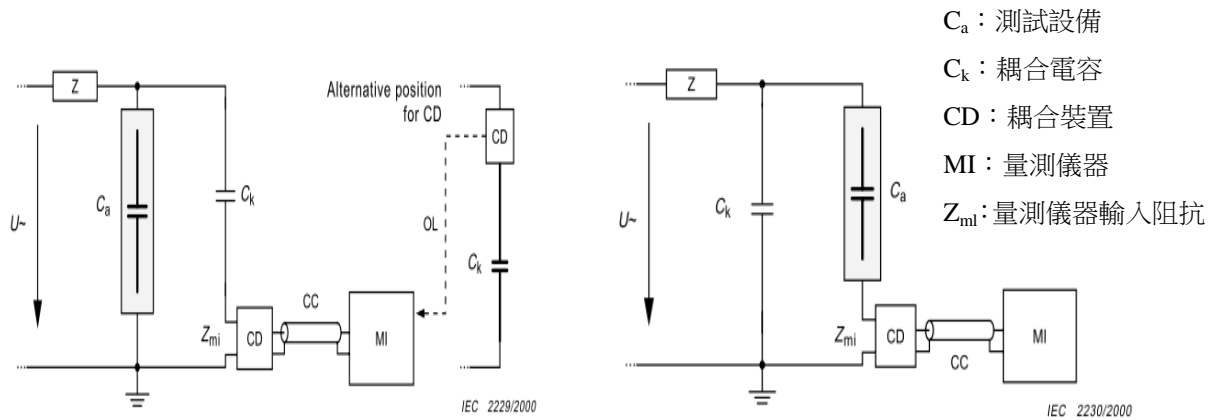 Z
Alternative position
for CD
CD
U~
Ca
Ck
OL
Ck
CC
Zmi
CD
MI
IEC 2229/2000
Z
U~
Ck
Ca
Zmi
CD
CC
MI
IEC 2230/2000
Ca：測試設備
Ck：耦合電容
CD：耦合裝置
MI：量測儀器
Zml：量測儀器輸入阻抗